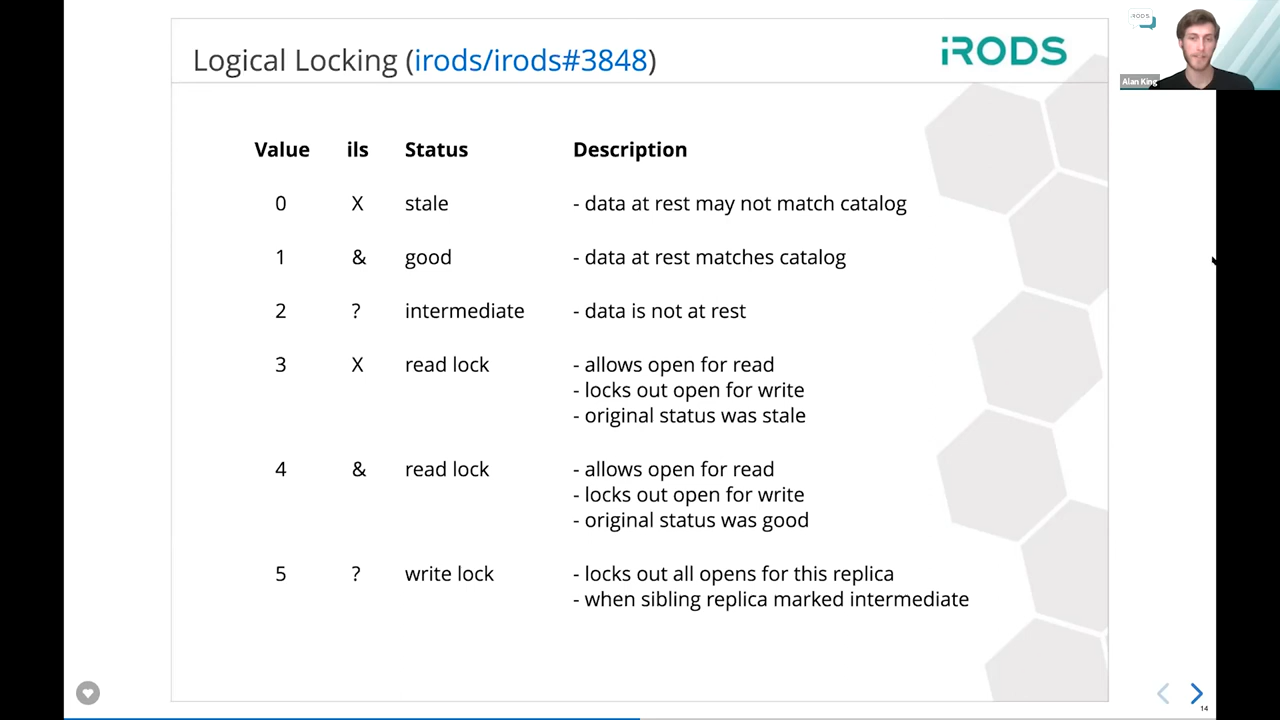 Logical Locking (irods/irods#3848)
iRODS
iRODS
Alan King
Value ils Status Description
0 X stale - data at rest may not match catalog
1 & good - data at rest matches catalog
2 ? intermediate - data is not at rest
3 X read lock - allows open for read
- locks out open for write
- original status was stale
4 & read lock - allows open for read
- locks out open for write
- original status was good
5 ? write lock - locks out all opens for this replica
- when sibling replica marked intermediate
14